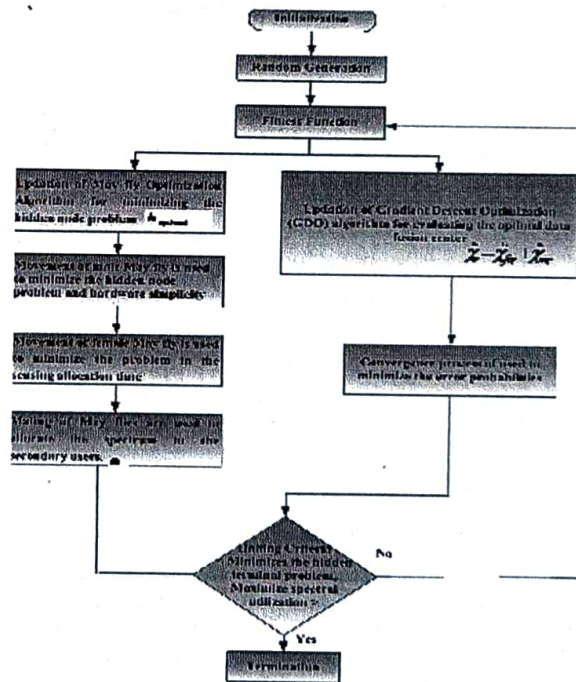 Initialization
Random Generation
Fitness Function
Updation of May fly Optimization
Algorithm for minimizing the
hidden node problem
Updation of Gradient Descent Optimization
(GDO) algorithm for evaluating the optimal data
fusion center
Movement of male May fly is used
to minimize the hidden node
problem and hardware simplicity
Movement of female May fly is used
to minimize the problem in the
sensing allocation time
Convergence process used to
minimize the error probabilities
Mating of May flies are used to
the spectrum to the
secondary users.
Criteria
Minimizes the hidden
terminal problem,
Maximize spectral
utilization
No
Yes
Termination